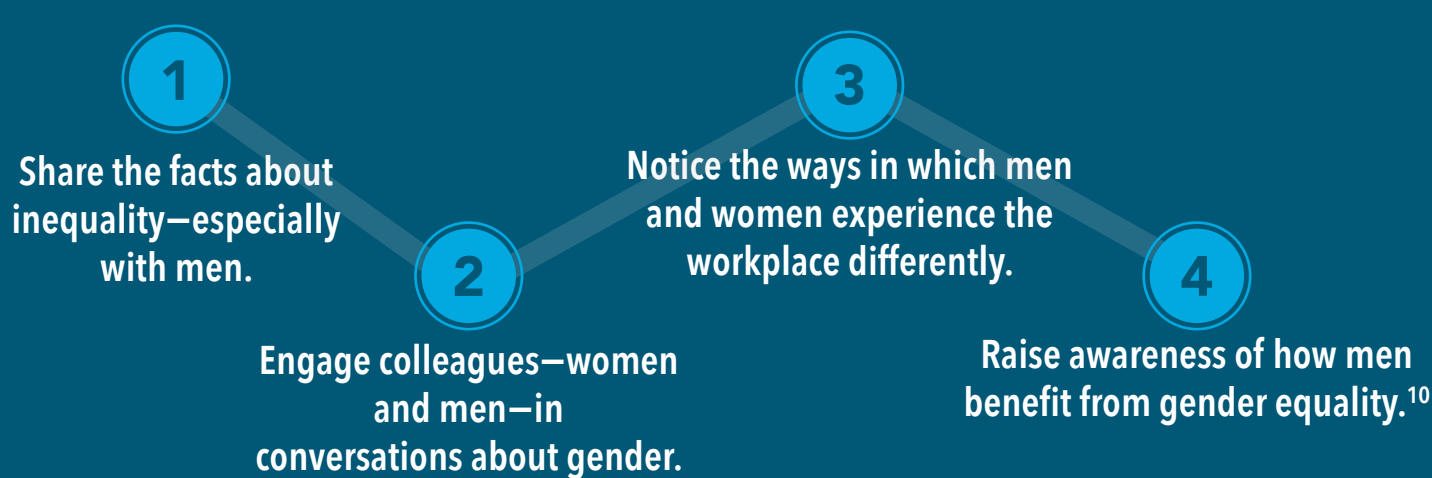 1
Share the facts about
inequality—especially
with men.
2
Engage colleagues—women
and men—in
conversations about gender.
3
Notice the ways in which men
and women experience the
workplace differently.
4
Raise awareness of how men
benefit from gender equality.10